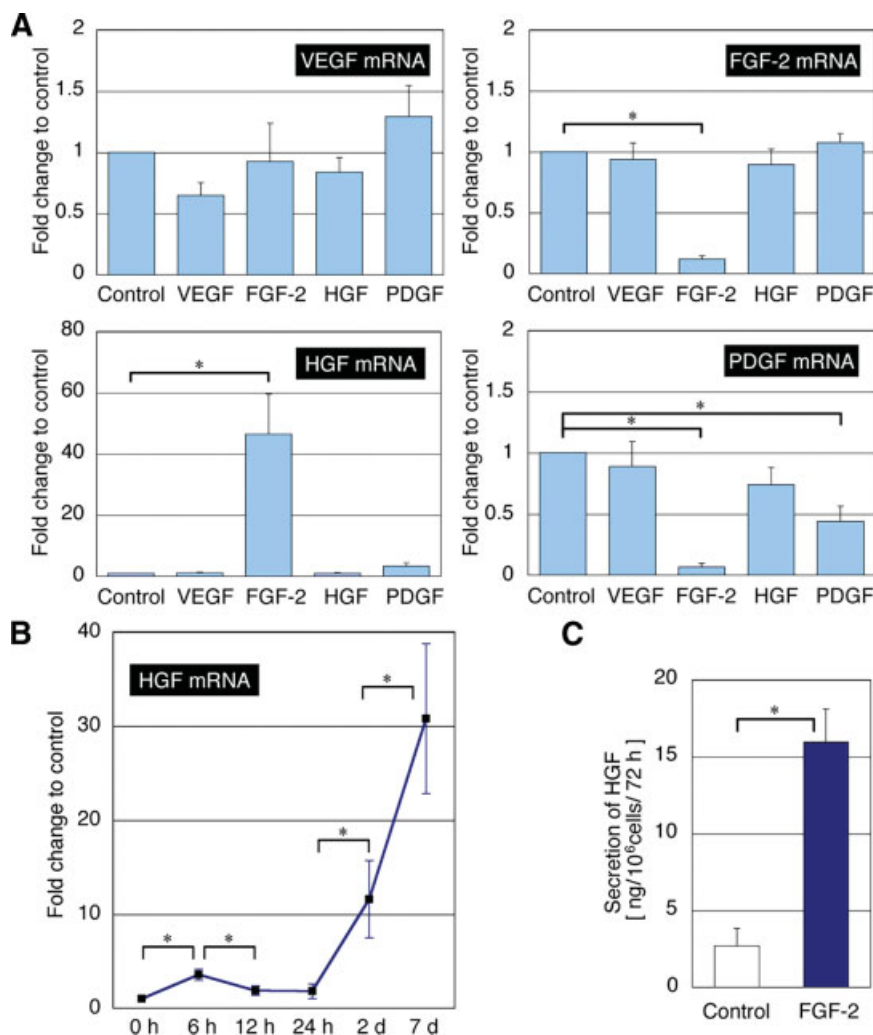 A
VEGF mRNA
Fold change to control
2
1.5
1
0.5
0
Control VEGF FGF-2 HGF PDGF
FGF-2 mRNA
Fold change to control
2
1.5
1
0.5
0
*
Control VEGF FGF-2 HGF PDGF
HGF mRNA
Fold change to control
80
60
40
20
0
*
Control VEGF FGF-2 HGF PDGF
PDGF mRNA
Fold change to control
2
1.5
1
0.5
0
*
*
Control VEGF FGF-2 HGF PDGF
B
HGF mRNA
Fold change to control
40
30
20
10
0
*
*
*
*
0 h 6 h 12 h 24 h 2 d 7 d
C
Secretion of HGF
[ ng/10⁶cells/ 72 h ]
20
15
10
5
0
*
Control FGF-2